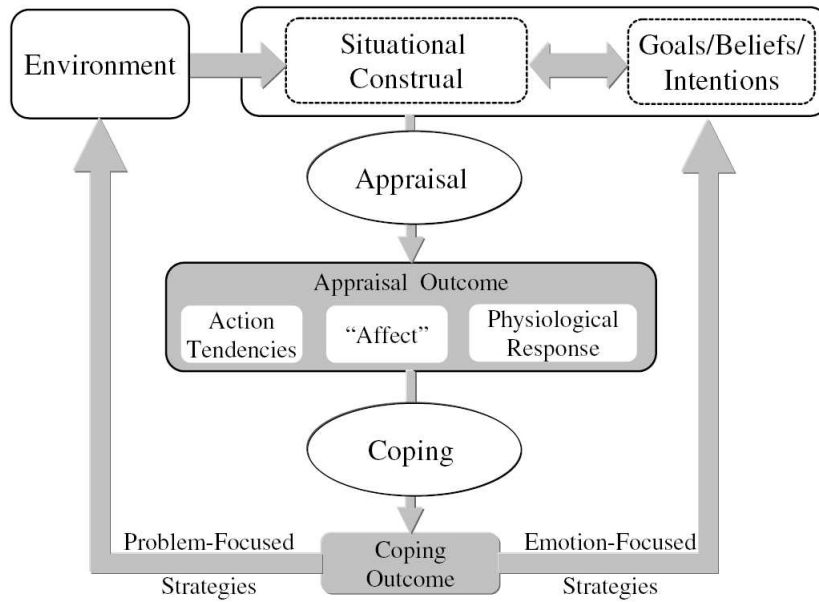 Environment
Situational
Construal
Goals/Beliefs/
Intentions
Appraisal
Appraisal Outcome
Action
Tendencies
“Affect”
Physiological
Response
Coping
Problem-Focused
Strategies
Coping
Outcome
Emotion-Focused
Strategies